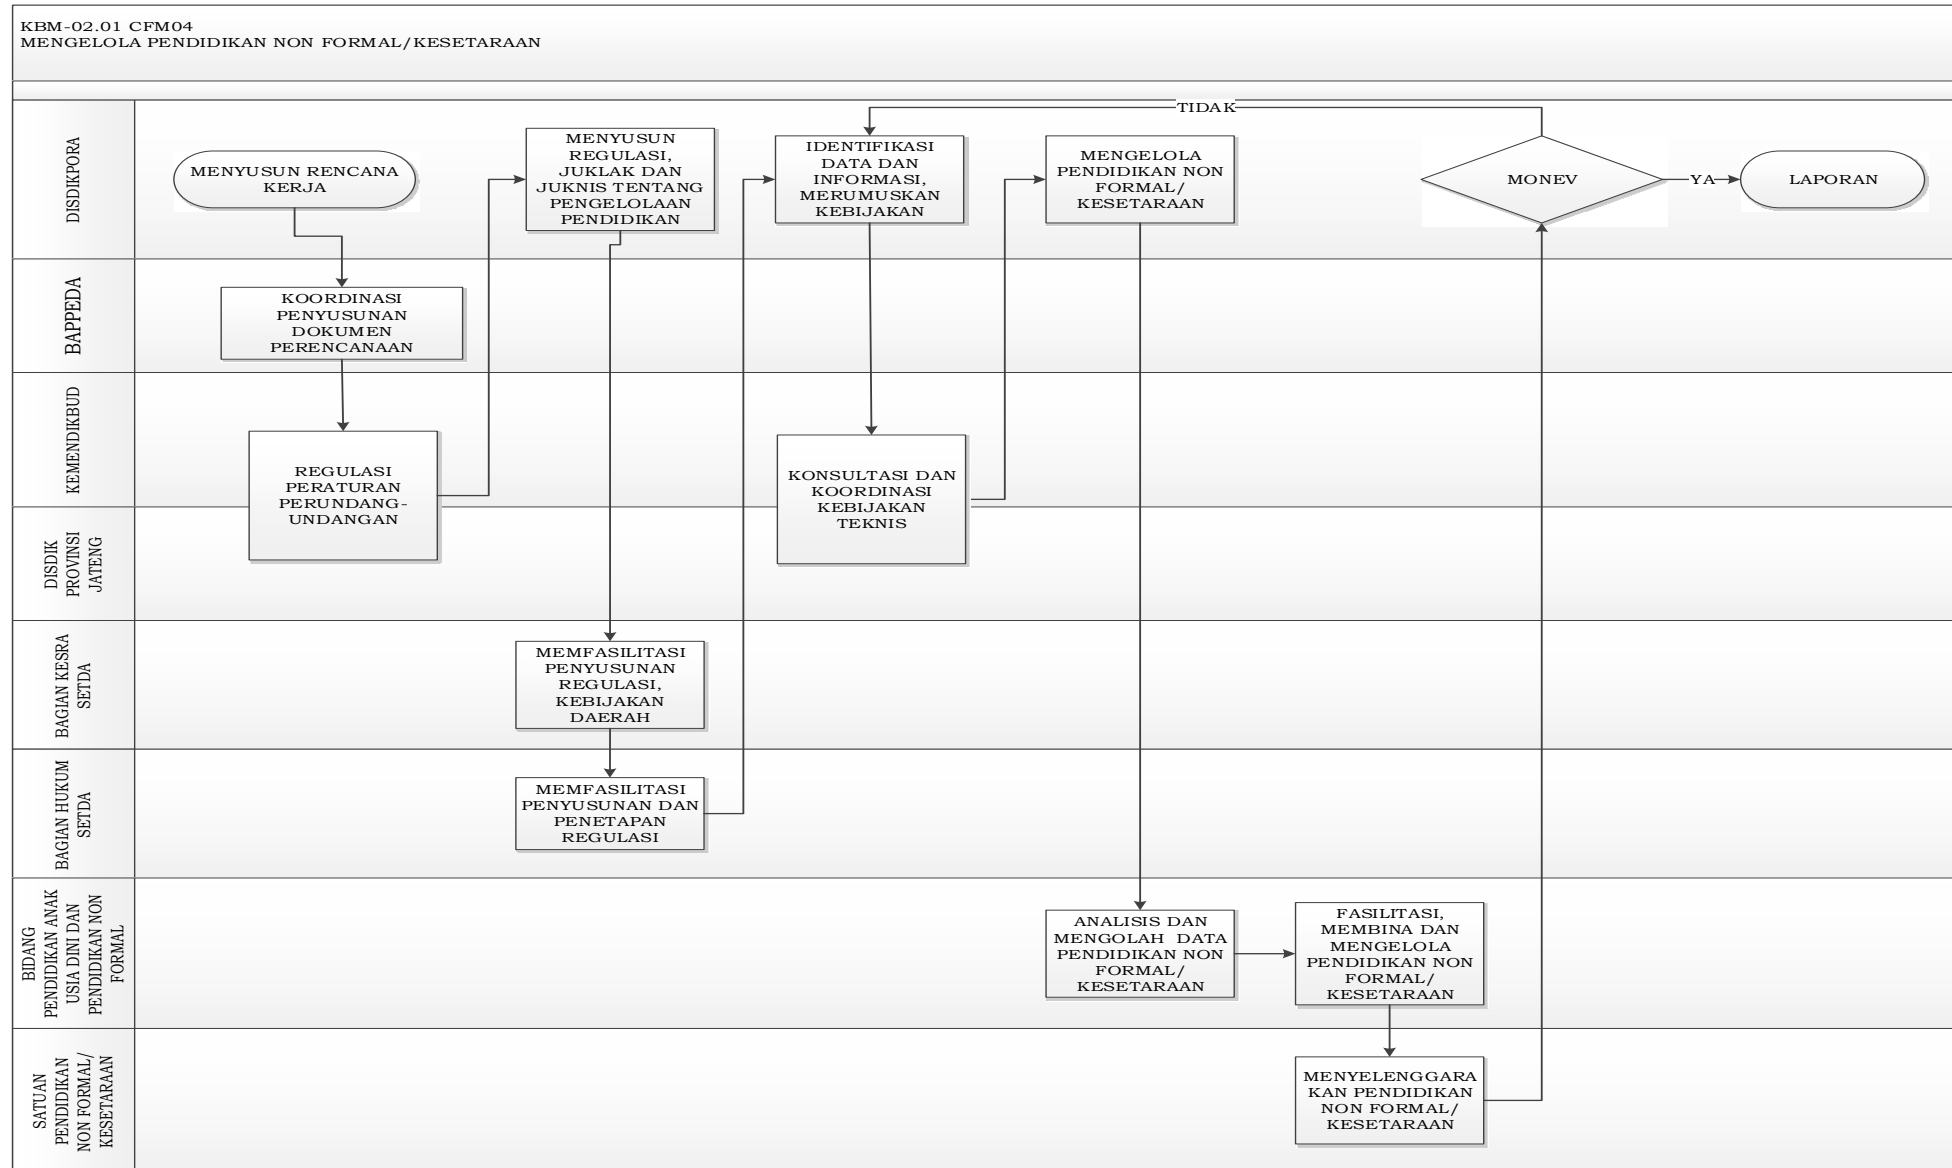 KBM-02.01 CFM04
MENGELOLA PENDIDIKAN NON FORMAL/KESETARAAN
DISDIKPORA
MENYUSUN RENCANA
KERJA
MENYUSUN
REGULASI,
JUKLAK DAN
JUKNIS TENTANG
PENGELOLAAN
PENDIDIKAN
IDENTIFIKASI
DATA DAN
INFORMASI,
MERUMUSKAN
KEBIJAKAN
MENGELOLA
PENDIDIKAN NON
FORMAL/
KESETARAAN
TIDAK
MONEV
YA
LAPORAN
BAPPEDA
KOORDINASI
PENYUSUNAN
DOKUMEN
PERENCANAAN
KEMENDIKBUD
REGULASI
PERATURAN
PERUNDANG-
UNDANGAN
KONSULTASI DAN
KOORDINASI
KEBIJAKAN
TEKNIS
DISDIK
PROVINSI
JATENG
BAGIAN KESRA
SETDA
MEMFASILITASI
PENYUSUNAN
REGULASI,
KEBIJAKAN
DAERAH
BAGIAN HUKUM
SETDA
MEMFASILITASI
PENYUSUNAN DAN
PENETAPAN
REGULASI
BIDANG
PENDIDIKAN ANAK
USIA DINI DAN
PENDIDIKAN NON
FORMAL
ANALISIS DAN
MENGOLAH DATA
PENDIDIKAN NON
FORMAL/
KESETARAAN
FASILITASI,
MEMBINA DAN
MENGELOLA
PENDIDIKAN NON
FORMAL/
KESETARAAN
SATUAN
PENDIDIKAN
NON FORMAL/
KESETARAAN
MENYELENGGARA
KAN PENDIDIKAN
NON FORMAL/
KESETARAAN